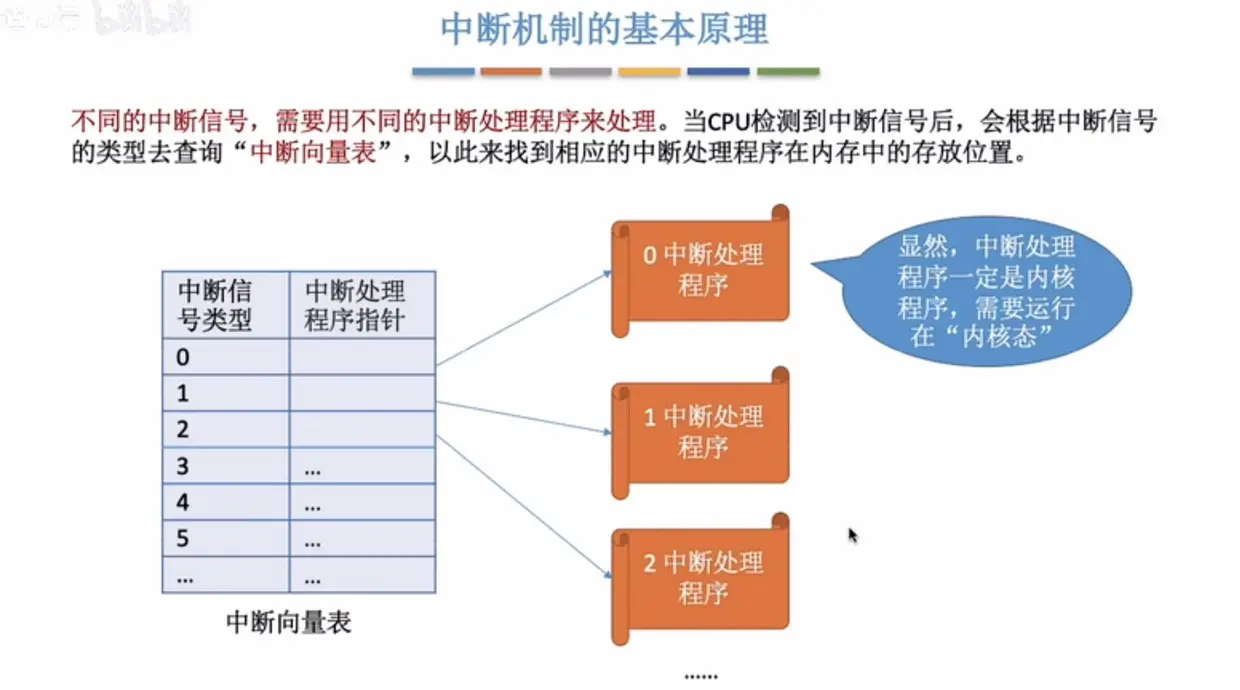 中断机制的基本原理
不同的中断信号，需要用不同的中断处理程序来处理。当CPU检测到中断信号后，会根据中断信号
的类型去查询“中断向量表”，以此来找到相应的中断处理程序在内存中的存放位置。
中断信
号类型
中断处理
程序指针
0
1
2
3 ...
4 ...
5 ...
... ...
中断向量表
0 中断处理
程序
1 中断处理
程序
2 中断处理
程序
......
显然，中断处理
程序一定是内核
程序，需要运行
在“内核态”